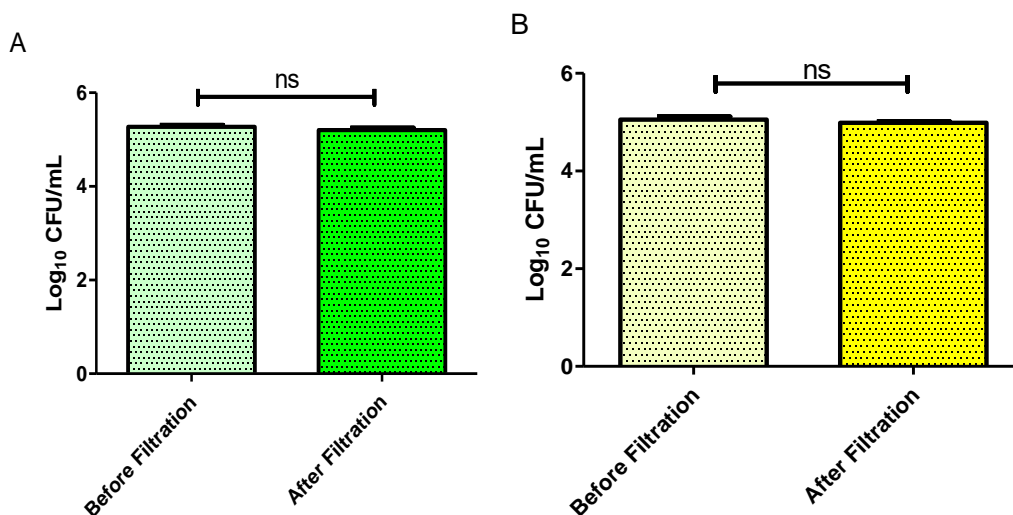 A
ns
6
4
2
0
Log₁₀ CFU/mL
Before Filtration
After Filtration
B
ns
6
4
2
0
Log₁₀ CFU/mL
Before Filtration
After Filtration